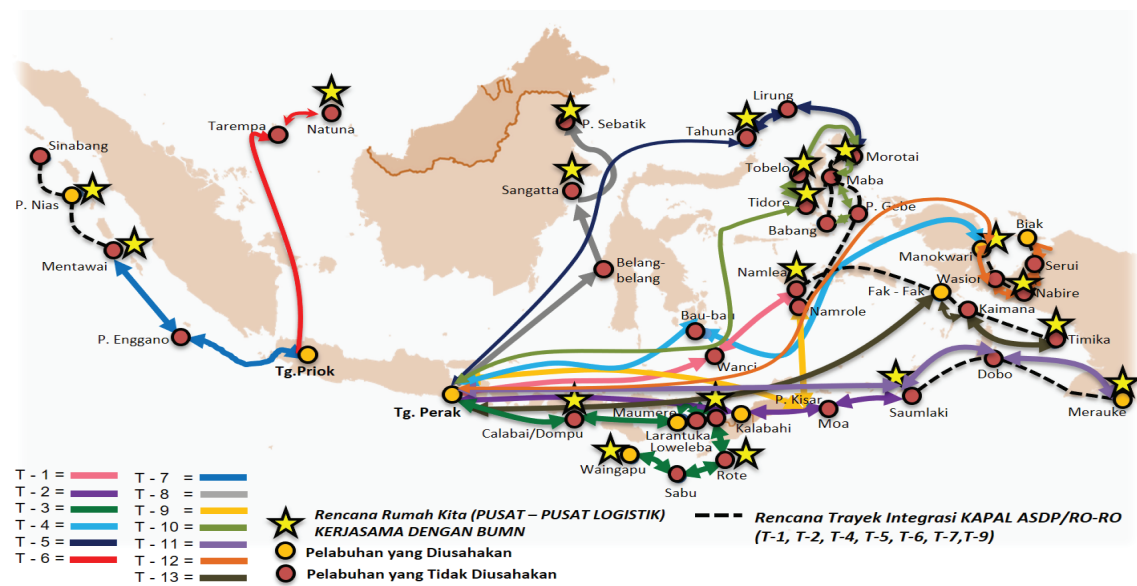 Lirung
Tahuna
P. Sebatik
Natuna
Tarempa
Sinabang
Morotai
Tobelo
Maba
Sangatta
P. Nias
Tidore
P. Gebe
Babang
Biak
Mentawai
Manokwari
Serui
Belang-
belang
Namlea
Wasior
Nabire
Fak - Fak
Kaimana
Bau-bau
Namrole
P. Enggano
Timika
Tg.Priok
Wanci
Dobo
P. Kisar
Tg. Perak
Maumere
Saumlaki
Merauke
Calabai/Dompu
Larantuka
Kalabahi
Moa
Loweleba
Waingapu
Rote
Sabu
T - 1 =
T - 2 =
T - 3 =
T - 4 =
T - 5 =
T - 6 =
T - 7 =
T - 8 =
T - 9 =
T - 10 =
T - 11 =
T - 12 =
T - 13 =
Rencana Rumah Kita (PUSAT – PUSAT LOGISTIK)
KERJASAMA DENGAN BUMN
Pelabuhan yang Diusahakan
Pelabuhan yang Tidak Diusahakan
Rencana Trayek Integrasi KAPAL ASDP/RO-RO
(T-1, T-2, T-4, T-5, T-6, T-7,T-9)